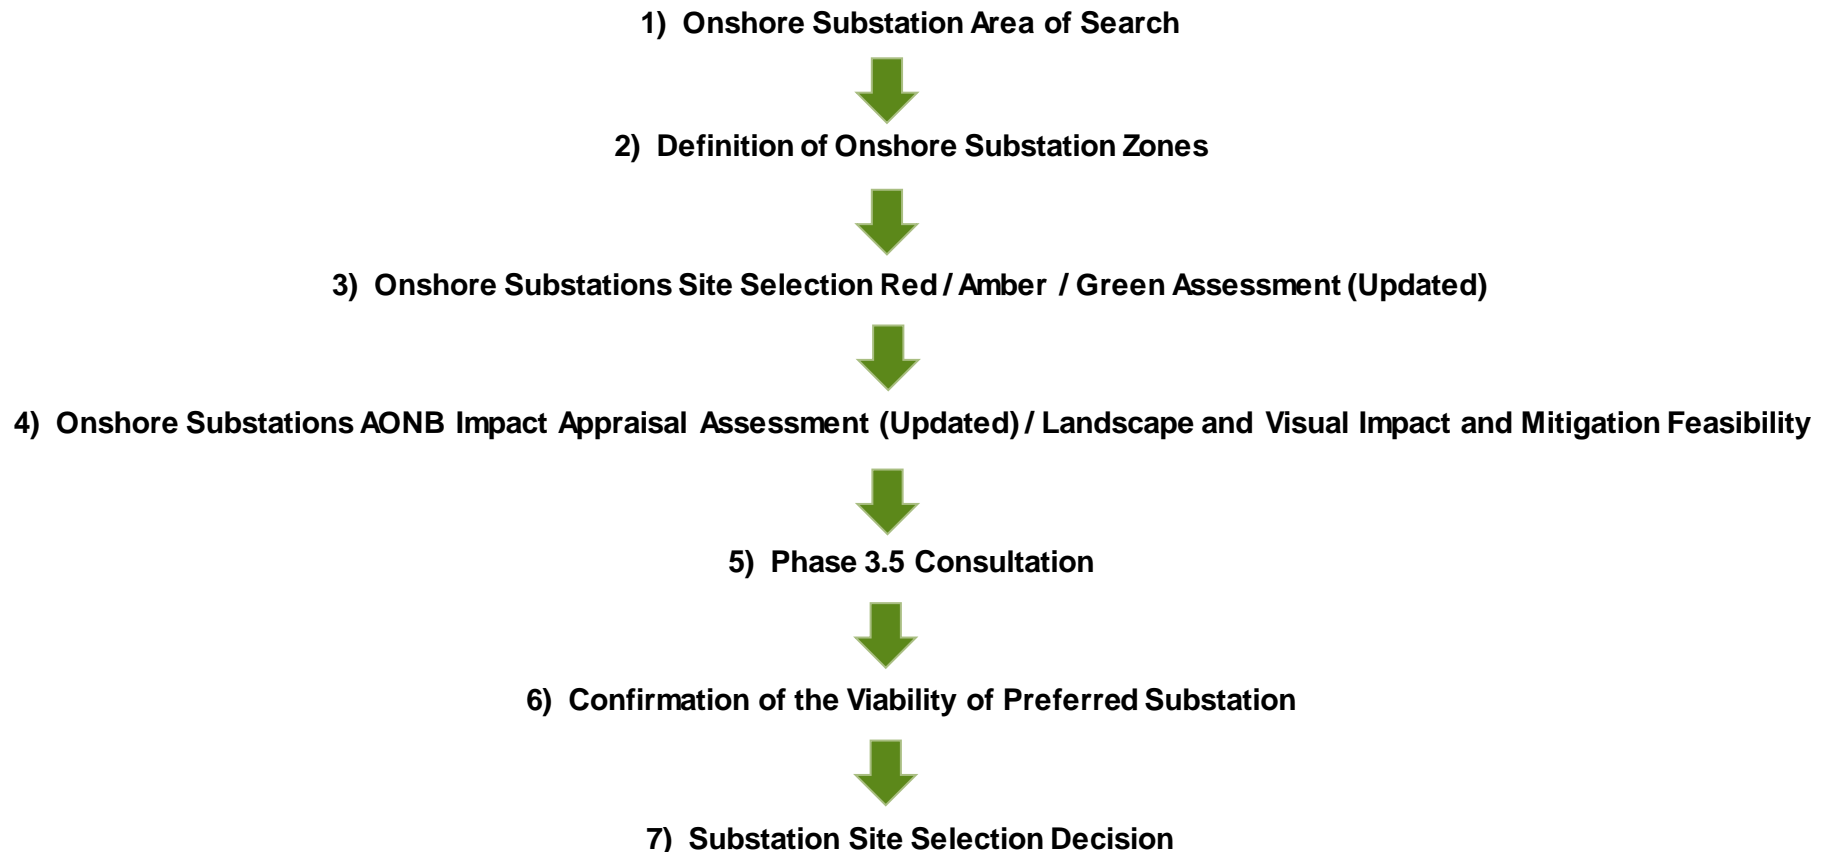 1) Onshore Substation Area of Search
2) Definition of Onshore Substation Zones
3) Onshore Substations Site Selection Red / Amber / Green Assessment (Updated)
4) Onshore Substations AONB Impact Appraisal Assessment (Updated) / Landscape and Visual Impact and Mitigation Feasibility
5) Phase 3.5 Consultation
6) Confirmation of the Viability of Preferred Substation
7) Substation Site Selection Decision